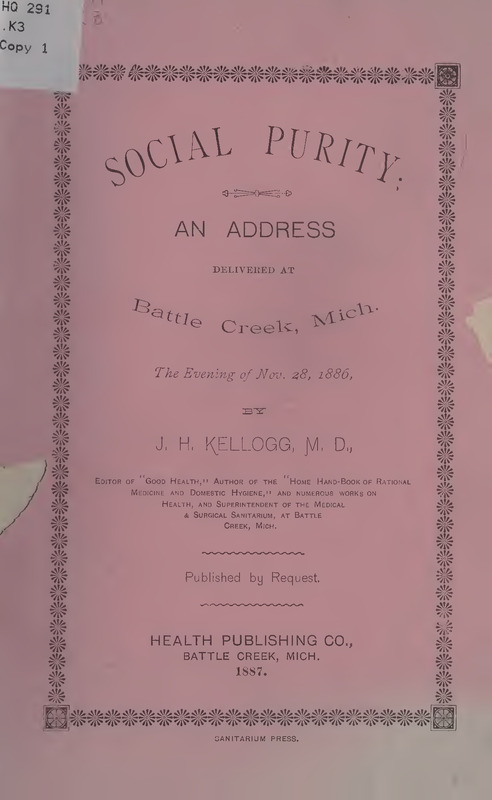 HQ 291
.K3
Copy 1
SOCIAL PURITY:
AN ADDRESS
DELIVERED AT
Battle Creek, Mich.
The Evening of Nov. 28, 1886,
BY
J. H. KELLOGG, M. D.,
EDITOR OF "GOOD HEALTH," AUTHOR OF THE "HOME HAND-BOOK OF RATIONAL
MEDICINE AND DOMESTIC HYGIENE," AND NUMEROUS WORKS ON
HEALTH, AND SUPERINTENDENT OF THE MEDICAL
& SURGICAL SANITARIUM, AT BATTLE
CREEK, MICH.
Published by Request.
HEALTH PUBLISHING CO.,
BATTLE CREEK, MICH.
1887.
SANITARIUM PRESS.